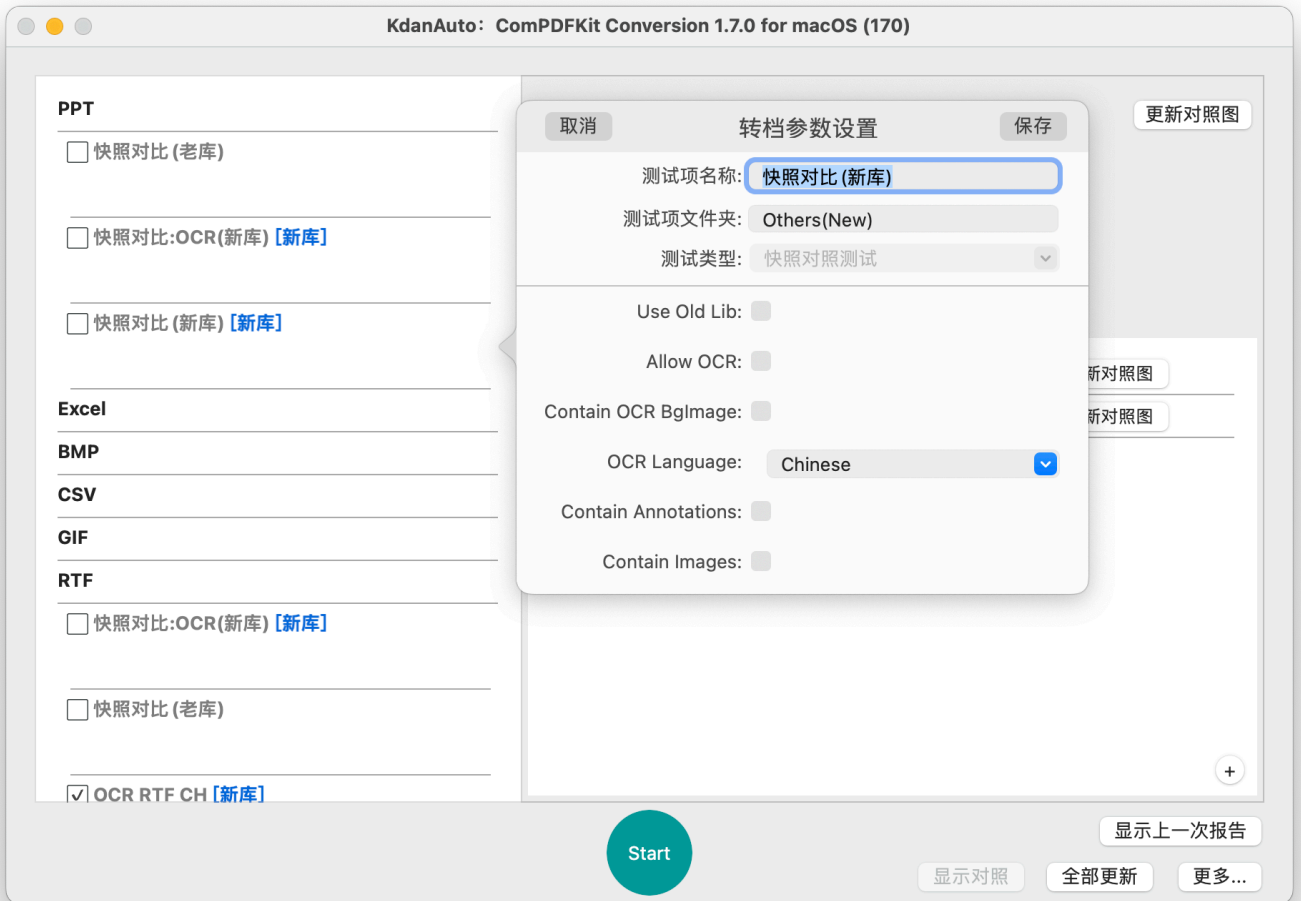 KdanAuto：ComPDFKit Conversion 1.7.0 for macOS (170)
PPT
快照对比 (老库)
快照对比:OCR(新库) [新库]
快照对比 (新库) [新库]
Excel
BMP
CSV
GIF
RTF
快照对比:OCR(新库) [新库]
快照对比 (老库)
OCR RTF CH [新库]
取消
转档参数设置
保存
测试项名称: 快照对比 (新库)
测试项文件夹: Others(New)
测试类型: 快照对照测试
Use Old Lib:
Allow OCR:
Contain OCR BgImage:
OCR Language: Chinese
Contain Annotations:
Contain Images:
更新对照图
新对照图
新对照图
+
Start
显示上一次报告
显示对照
全部更新
更多...